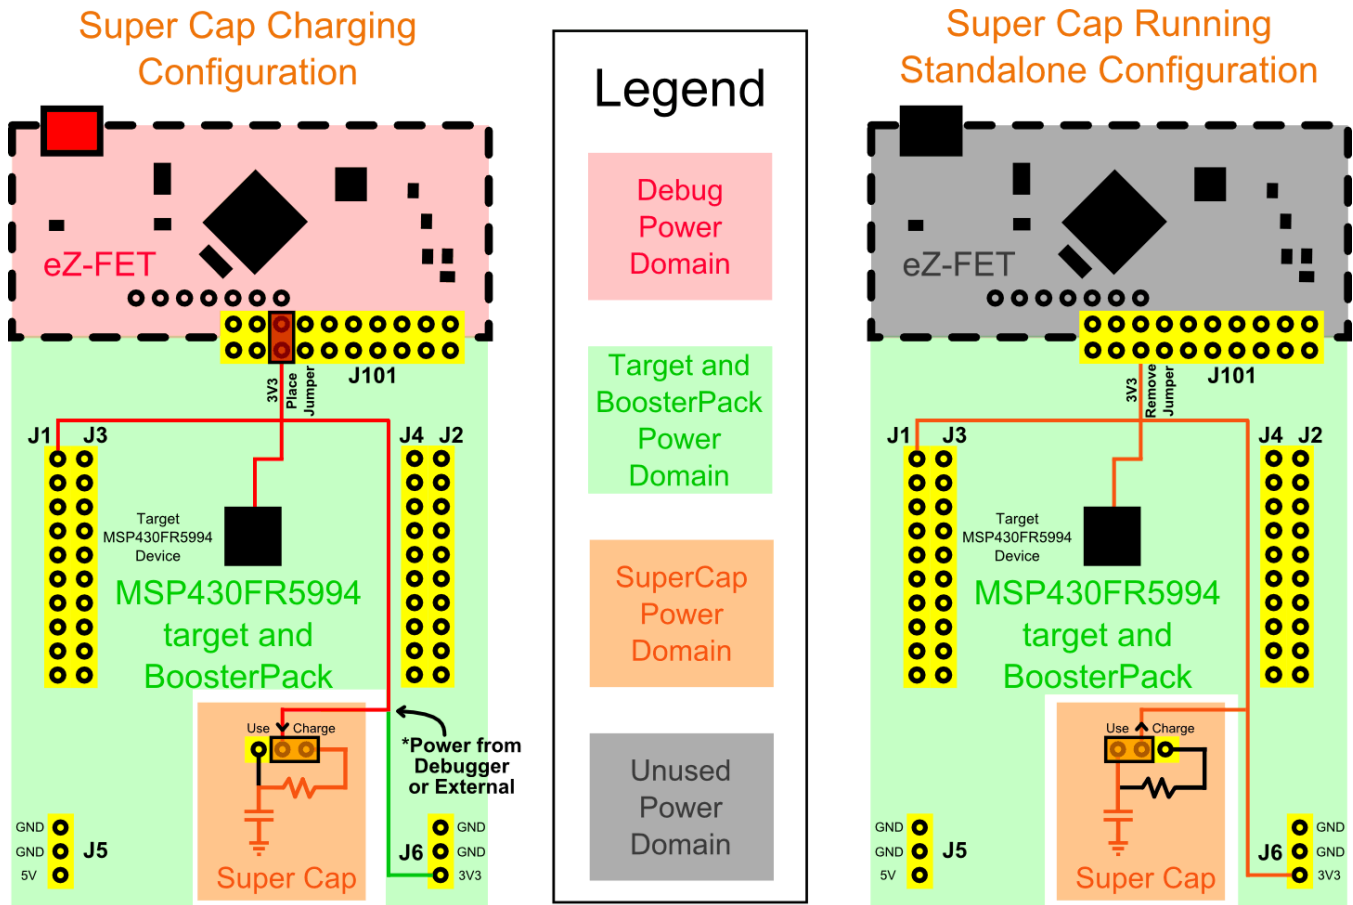 Super Cap Charging
Configuration
eZ-FET
J101
3V3
Place
Jumper
J1
J3
J4
J2
Target
MSP430FR5994
Device
MSP430FR5994
target and
BoosterPack
Use
Charge
*Power from
Debugger
or External
Super Cap
GND
GND
5V
J5
J6
GND
GND
3V3
Legend
Debug
Power
Domain
Target and
BoosterPack
Power
Domain
SuperCap
Power
Domain
Unused
Power
Domain
Super Cap Running
Standalone Configuration
eZ-FET
J101
3V3
Remove
Jumper
J1
J3
J4
J2
Target
MSP430FR5994
Device
MSP430FR5994
target and
BoosterPack
Use
Charge
Super Cap
GND
GND
5V
J5
J6
GND
GND
3V3